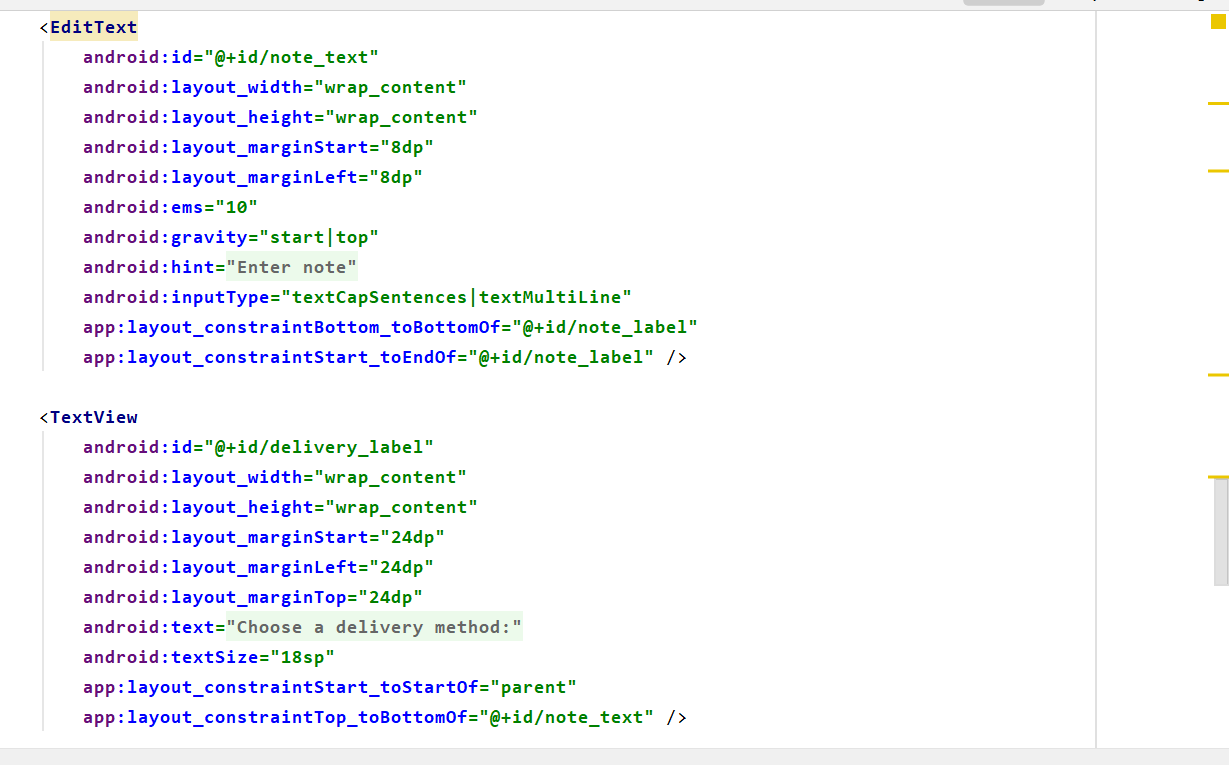 <EditText
android:id="@+id/note_text"
android:layout_width="wrap_content"
android:layout_height="wrap_content"
android:layout_marginStart="8dp"
android:layout_marginLeft="8dp"
android:ems="10"
android:gravity="start|top"
android:hint="Enter note"
android:inputType="textCapSentences|textMultiLine"
app:layout_constraintBottom_toBottomOf="@+id/note_label"
app:layout_constraintStart_toEndOf="@+id/note_label" />
<TextView
android:id="@+id/delivery_label"
android:layout_width="wrap_content"
android:layout_height="wrap_content"
android:layout_marginStart="24dp"
android:layout_marginLeft="24dp"
android:layout_marginTop="24dp"
android:text="Choose a delivery method:"
android:textSize="18sp"
app:layout_constraintStart_toStartOf="parent"
app:layout_constraintTop_toBottomOf="@+id/note_text" />